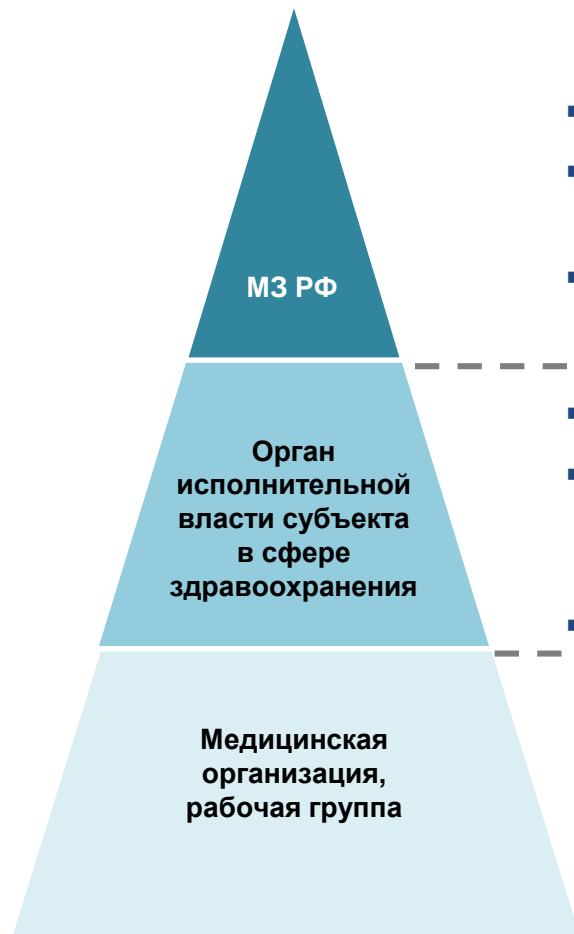 МЗ РФ
Орган
исполнительной
власти субъекта
в сфере
здравоохранения
Медицинская
организация,
рабочая группа